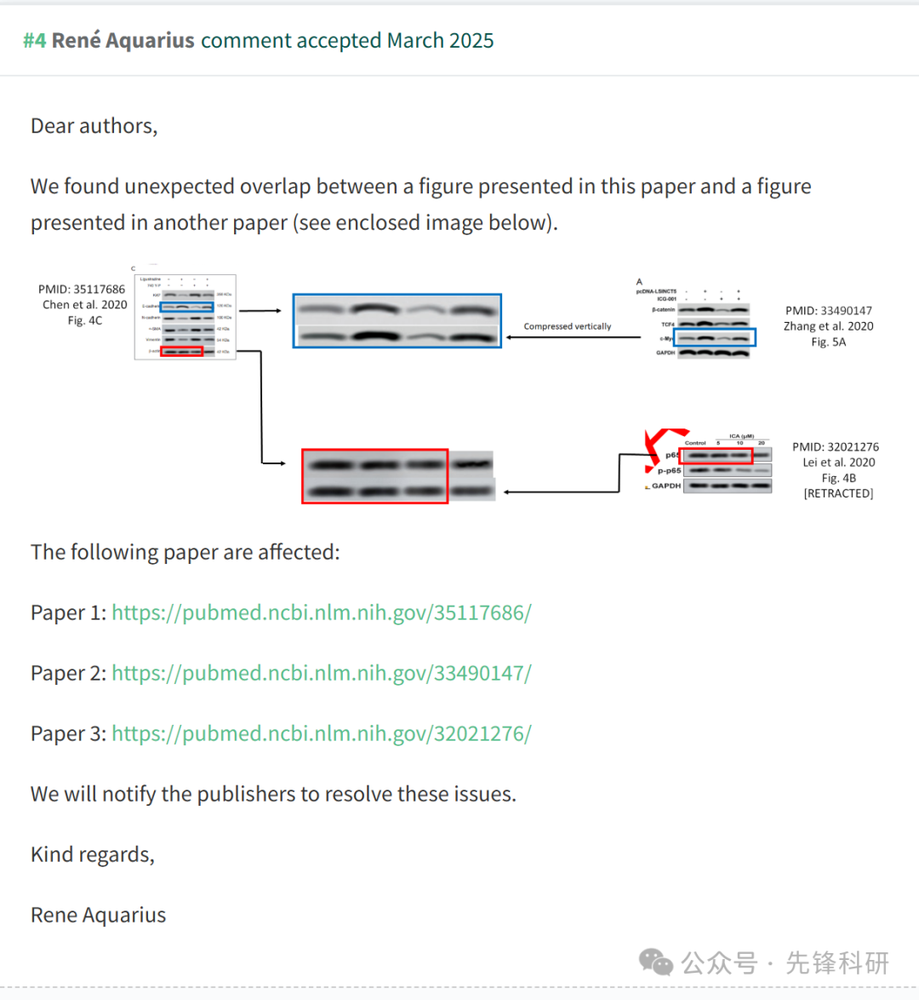 #4 René Aquarius comment accepted March 2025
Dear authors,
We found unexpected overlap between a figure presented in this paper and a figure
presented in another paper (see enclosed image below).
PMID: 35117686
Chen et al. 2020
Fig. 4C
C
Ligustrazine - + - +
- - + +
E-cadherin
N-cadherin
Vimentin
β-actin
Compressed vertically
A
pcDNA-LSINCT5 - + - +
ICG-001 - - + +
β-catenin
TCF4
c-My
GAPDH
PMID: 33490147
Zhang et al. 2020
Fig. 5A
ICA (μM)
Control 5 10 20
p65
p-p65
GAPDH
PMID: 32021276
Lei et al. 2020
Fig. 4B
[RETRACTED]
The following paper are affected:
Paper 1: https://pubmed.ncbi.nlm.nih.gov/35117686/
Paper 2: https://pubmed.ncbi.nlm.nih.gov/33490147/
Paper 3: https://pubmed.ncbi.nlm.nih.gov/32021276/
We will notify the publishers to resolve these issues.
Kind regards,
Rene Aquarius
公众号 · 先锋科研